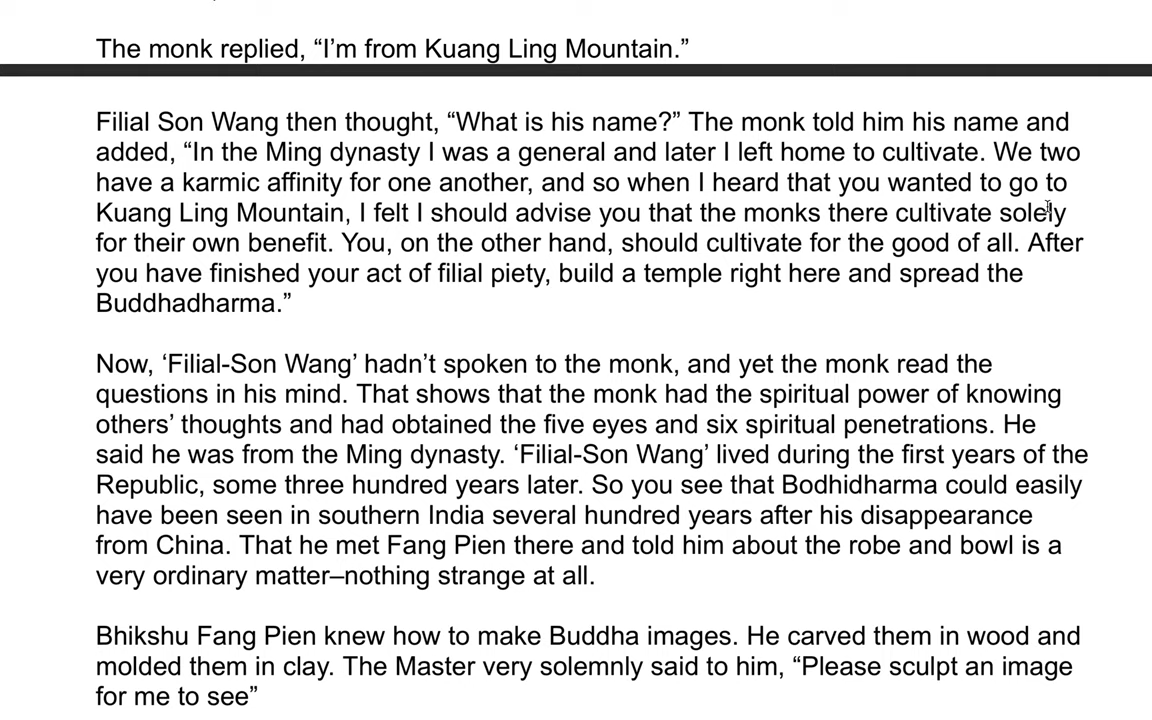 The monk replied, “I’m from Kuang Ling Mountain.”
Filial Son Wang then thought, “What is his name?” The monk told him his name and
added, “In the Ming dynasty I was a general and later I left home to cultivate. We two
have a karmic affinity for one another, and so when I heard that you wanted to go to
Kuang Ling Mountain, I felt I should advise you that the monks there cultivate solely
for their own benefit. You, on the other hand, should cultivate for the good of all. After
you have finished your act of filial piety, build a temple right here and spread the
Buddhadharma.”
Now, ‘Filial-Son Wang’ hadn’t spoken to the monk, and yet the monk read the
questions in his mind. That shows that the monk had the spiritual power of knowing
others’ thoughts and had obtained the five eyes and six spiritual penetrations. He
said he was from the Ming dynasty. ‘Filial-Son Wang’ lived during the first years of the
Republic, some three hundred years later. So you see that Bodhidharma could easily
have been seen in southern India several hundred years after his disappearance
from China. That he met Fang Pien there and told him about the robe and bowl is a
very ordinary matter–nothing strange at all.
Bhikshu Fang Pien knew how to make Buddha images. He carved them in wood and
molded them in clay. The Master very solemnly said to him, “Please sculpt an image
for me to see”